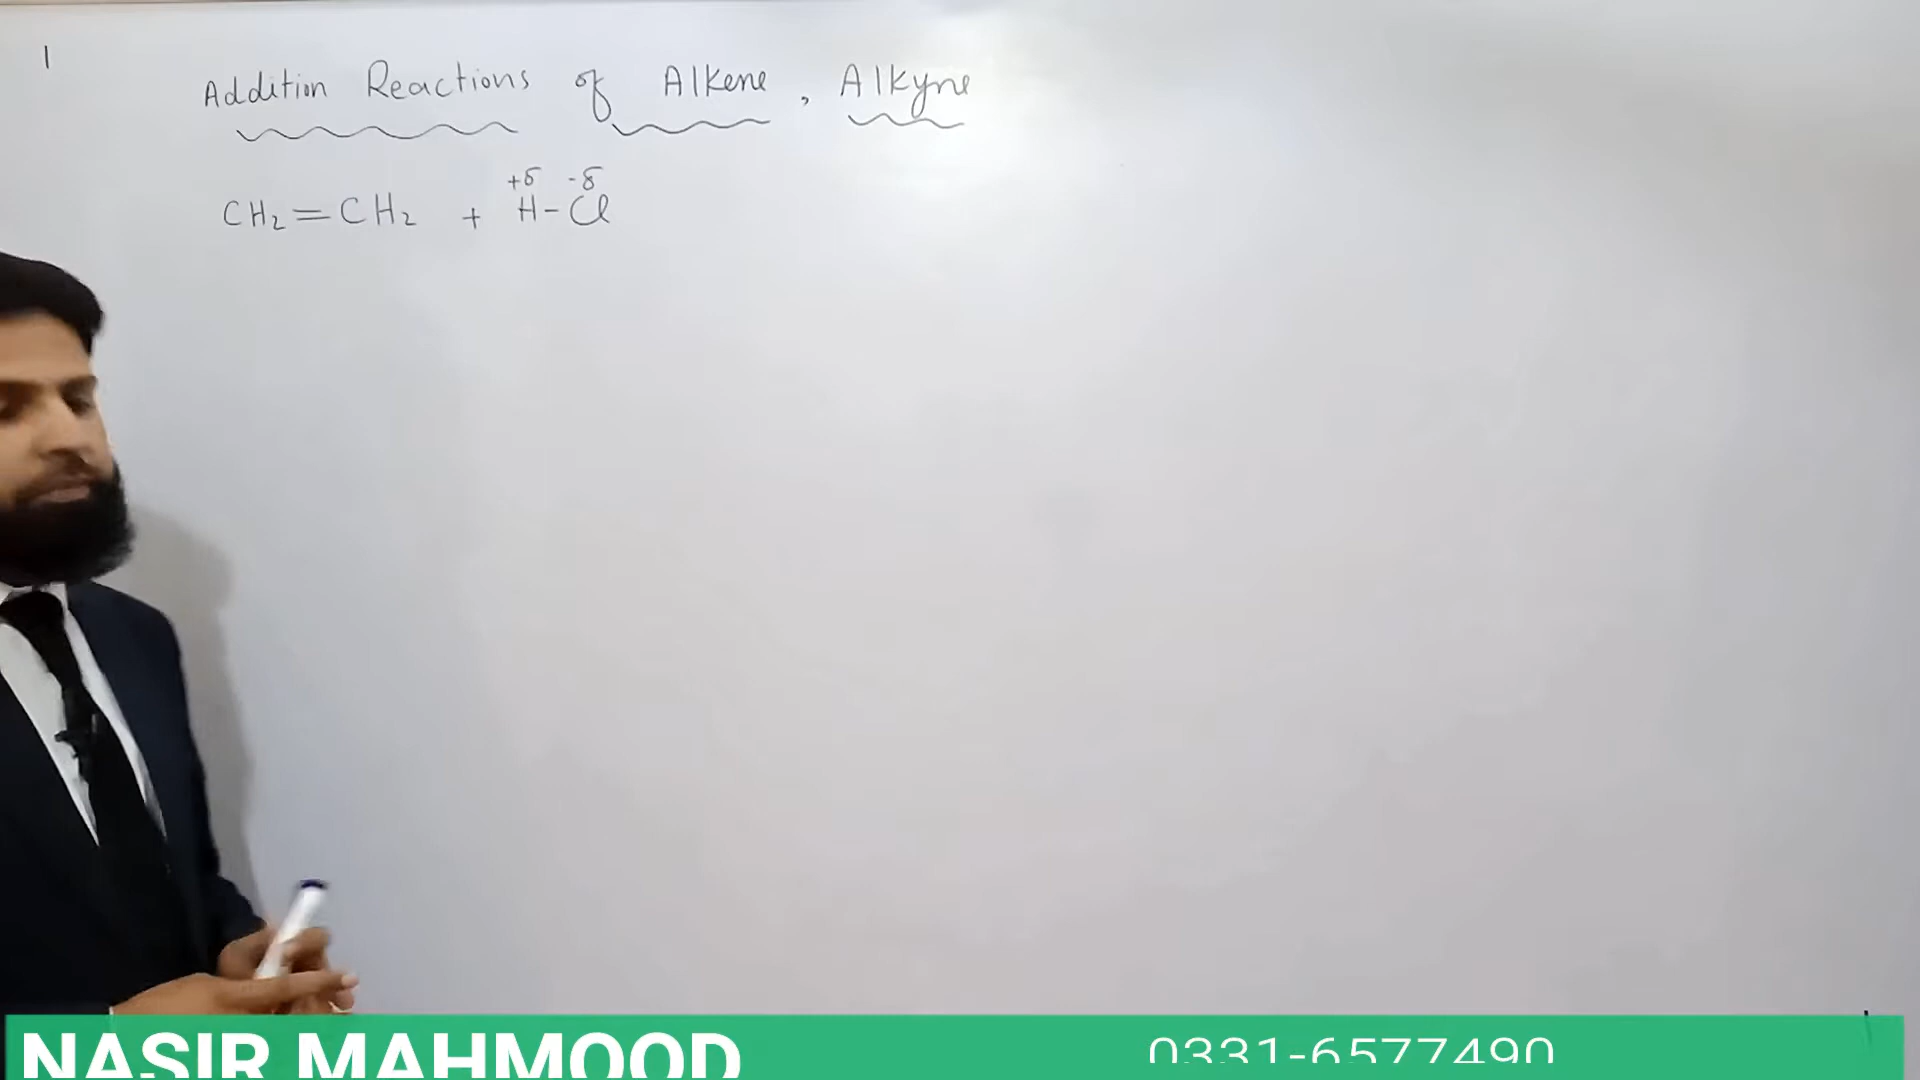 1
Addition Reactions of Alkene, Alkyne
+δ -δ
CH₂=CH₂ + H-Cl
NASIR MAHMOOD 0331-6577490